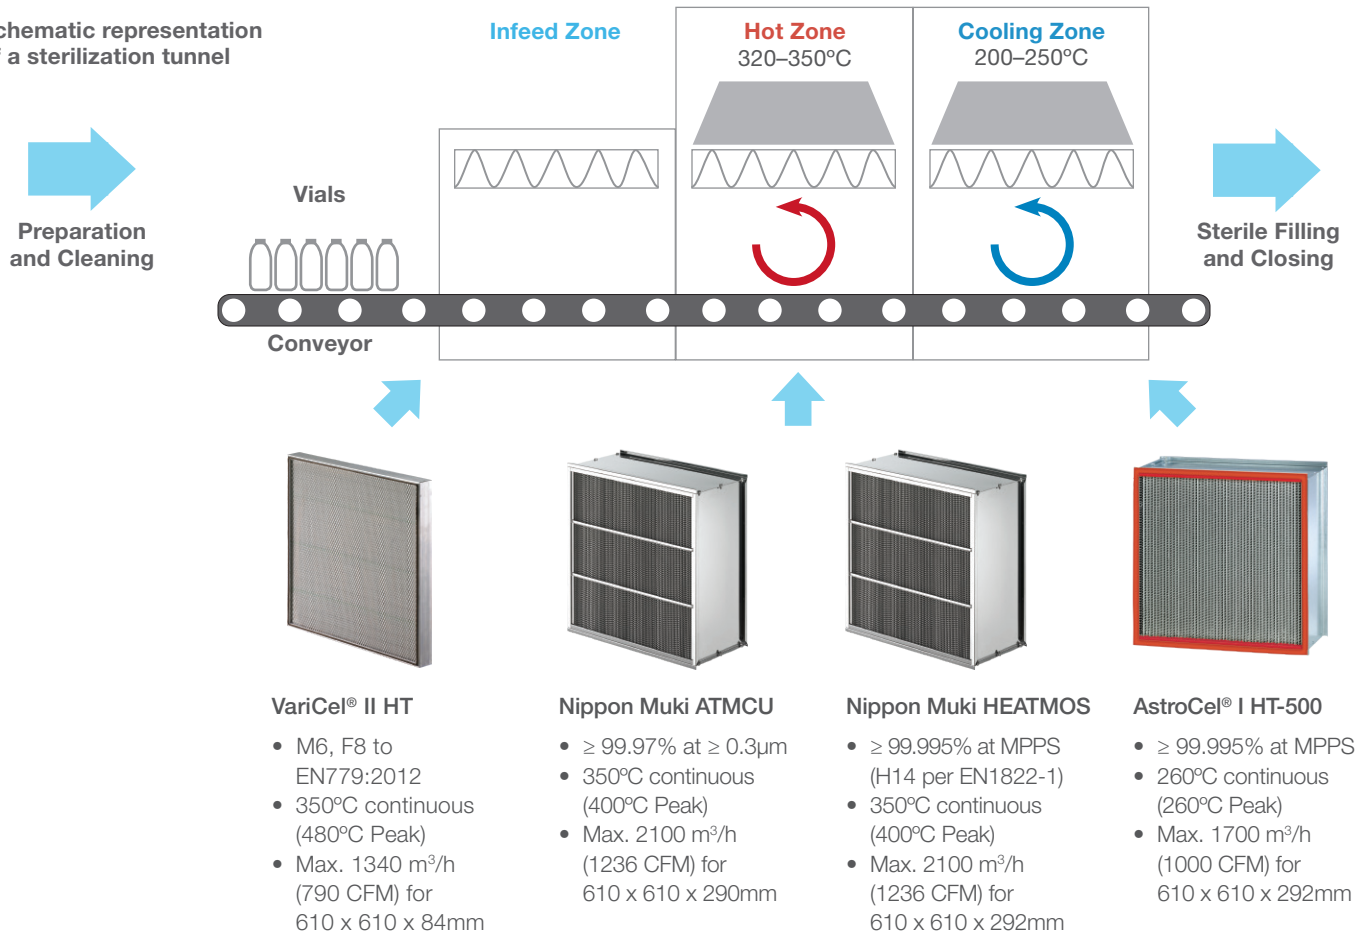 chematic representation
a sterilization tunnel
Infeed Zone
Hot Zone
320–350ºC
Cooling Zone
200–250ºC
Preparation
and Cleaning
Vials
Conveyor
Sterile Filling
and Closing
VariCel® II HT
• M6, F8 to
EN779:2012
• 350ºC continuous
(480ºC Peak)
• Max. 1340 m³/h
(790 CFM) for
610 x 610 x 84mm
Nippon Muki ATMCU
• ≥ 99.97% at ≥ 0.3µm
• 350ºC continuous
(400ºC Peak)
• Max. 2100 m³/h
(1236 CFM) for
610 x 610 x 290mm
Nippon Muki HEATMOS
• ≥ 99.995% at MPPS
(H14 per EN1822-1)
• 350ºC continuous
(400ºC Peak)
• Max. 2100 m³/h
(1236 CFM) for
610 x 610 x 292mm
AstroCel® I HT-500
• ≥ 99.995% at MPPS
• 260ºC continuous
(260ºC Peak)
• Max. 1700 m³/h
(1000 CFM) for
610 x 610 x 292mm